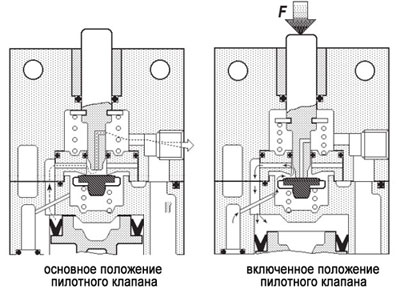 F
основное положение
пилотного клапана
включенное положение
пилотного клапана